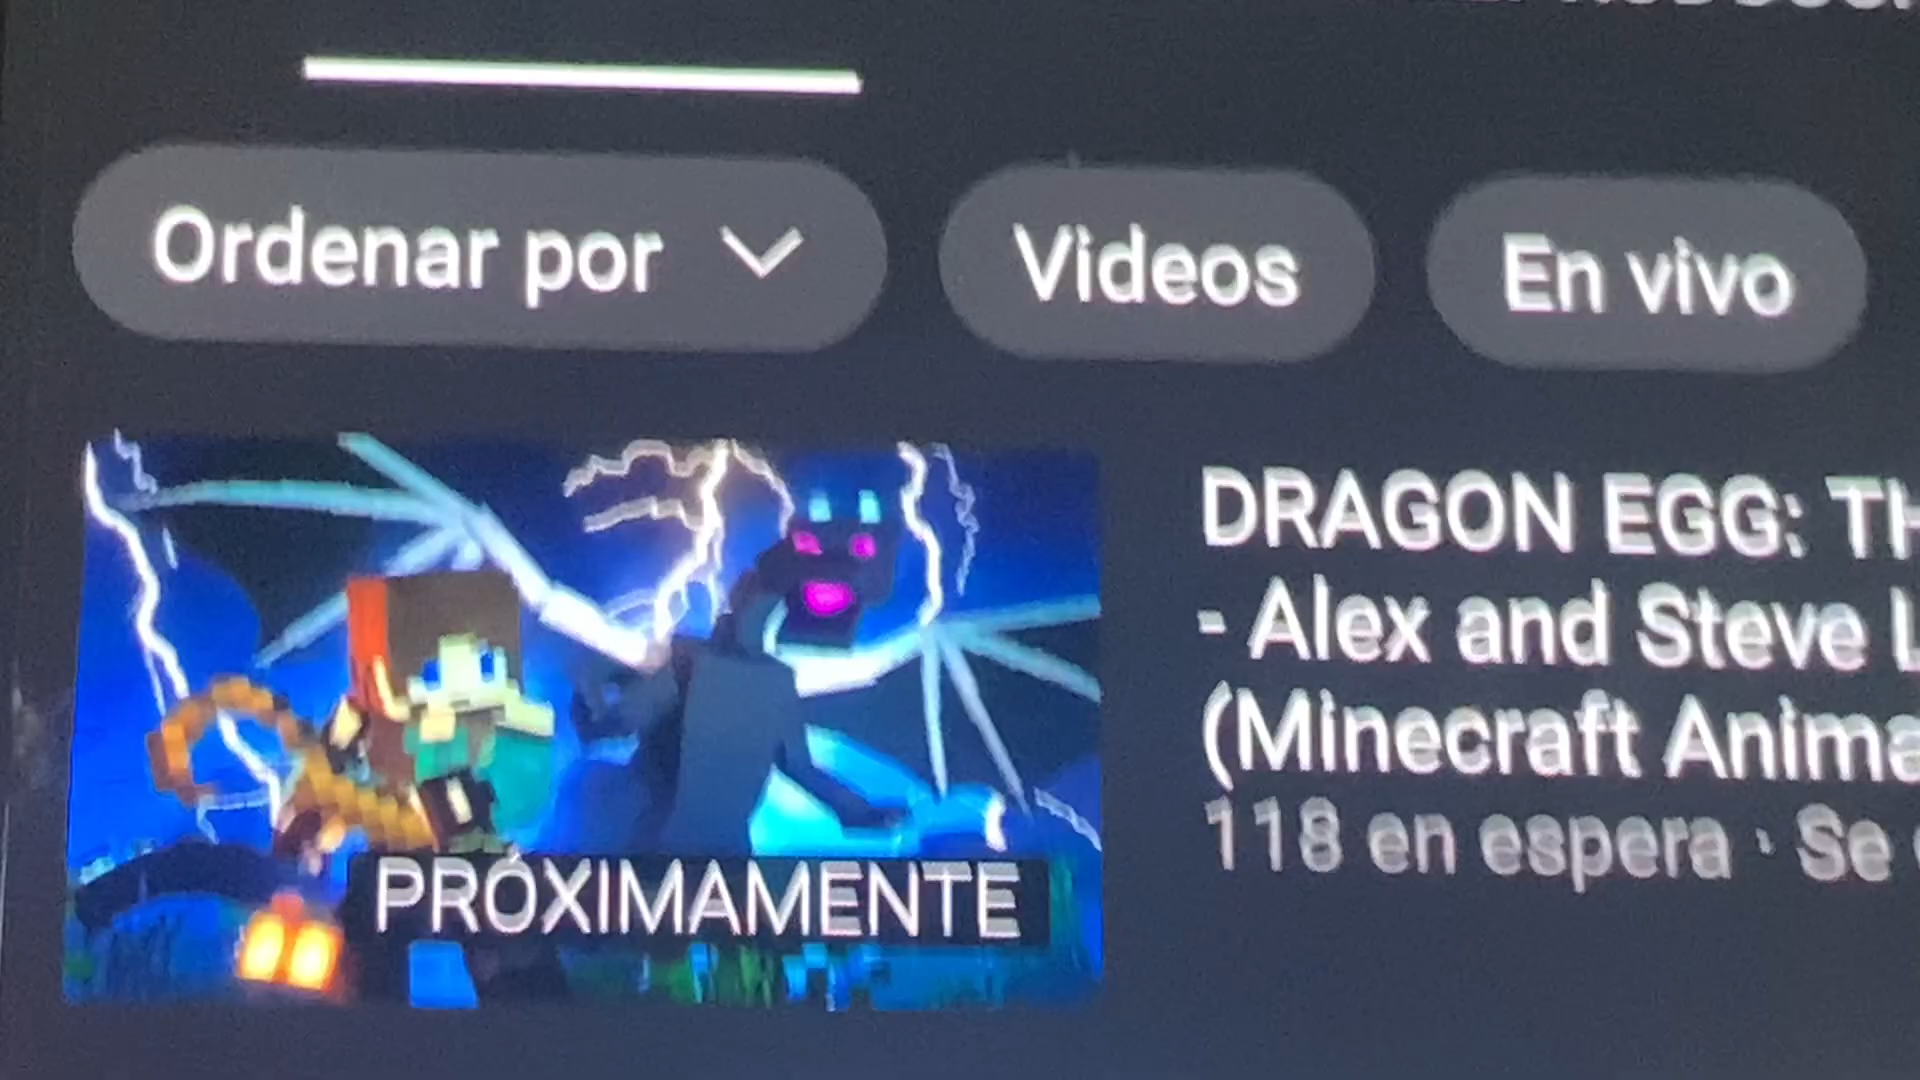 Ordenar por
Videos
En vivo
PRÓXIMAMENTE
DRAGON EGG:
- Alex and Steve
(Minecraft
118 en espera · Se